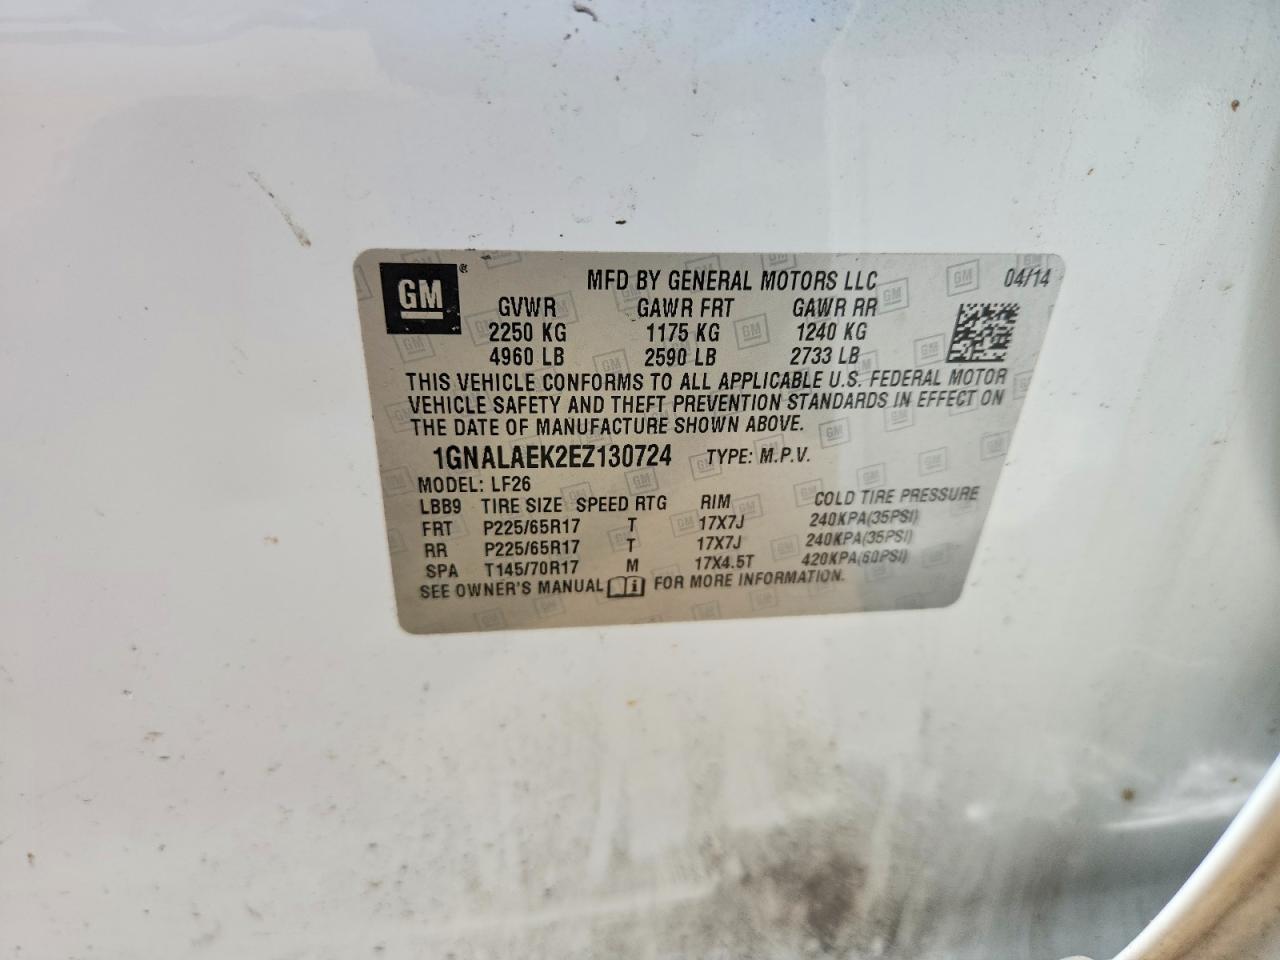 GM ® MFD BY GENERAL MOTORS LLC 04/14
GVWR GAWR FRT GAWR RR
2250 KG 1175 KG 1240 KG
4960 LB 2590 LB 2733 LB
THIS VEHICLE CONFORMS TO ALL APPLICABLE U.S. FEDERAL MOTOR
VEHICLE SAFETY AND THEFT PREVENTION STANDARDS IN EFFECT ON
THE DATE OF MANUFACTURE SHOWN ABOVE.
1GNALAEK2EZ130724 TYPE: M.P.V.
MODEL: LF26
LBB9 TIRE SIZE SPEED RTG RIM COLD TIRE PRESSURE
FRT P225/65R17 T 17X7J 240KPA(35PSI)
RR P225/65R17 T 17X7J 240KPA(35PSI)
SPA T145/70R17 M 17X4.5T 420KPA(60PSI)
SEE OWNER'S MANUAL i FOR MORE INFORMATION.